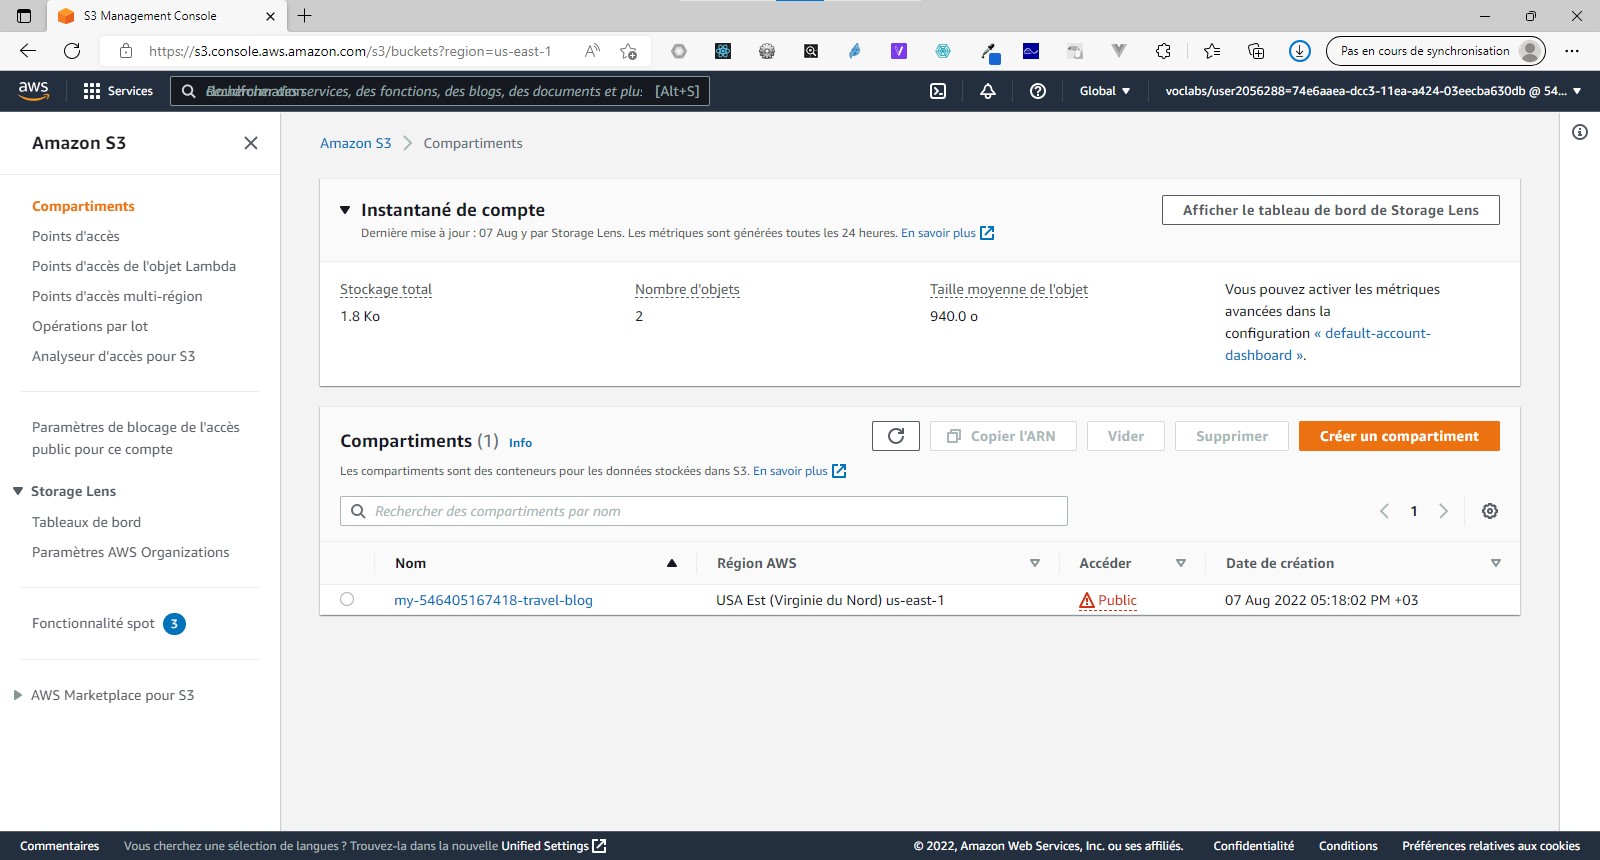 S3 Management Console
https://s3.console.aws.amazon.com/s3/buckets?region=us-east-1
Pas en cours de synchronisation
aws
Services
services, des fonctions, des blogs, des documents et plus
[Alt+S]
Global
voclabs/user2056288=74e6aaea-dcc3-11ea-a424-03eecba630db @ 54...
Amazon S3
Compartiments
Points d'accès
Points d'accès de l'objet Lambda
Points d'accès multi-région
Opérations par lot
Analyseur d'accès pour S3
Paramètres de blocage de l'accès
public pour ce compte
Storage Lens
Tableaux de bord
Paramètres AWS Organizations
Fonctionnalité spot 3
AWS Marketplace pour S3
Amazon S3 > Compartiments
Instantané de compte
Dernière mise à jour : 07 Aug y par Storage Lens. Les métriques sont générées toutes les 24 heures. En savoir plus
Afficher le tableau de bord de Storage Lens
Stockage total
1.8 Ko
Nombre d'objets
2
Taille moyenne de l'objet
940.0 o
Vous pouvez activer les métriques
avancées dans la
configuration « default-account-
dashboard ».
Compartiments (1) Info
Copier l'ARN
Vider
Supprimer
Créer un compartiment
Les compartiments sont des conteneurs pour les données stockées dans S3. En savoir plus
Rechercher des compartiments par nom
1
Nom
Région AWS
Accéder
Date de création
my-546405167418-travel-blog
USA Est (Virginie du Nord) us-east-1
Public
07 Aug 2022 05:18:02 PM +03
Commentaires
Vous cherchez une sélection de langues ? Trouvez-la dans la nouvelle Unified Settings
© 2022, Amazon Web Services, Inc. ou ses affiliés.
Confidentialité
Conditions
Préférences relatives aux cookies